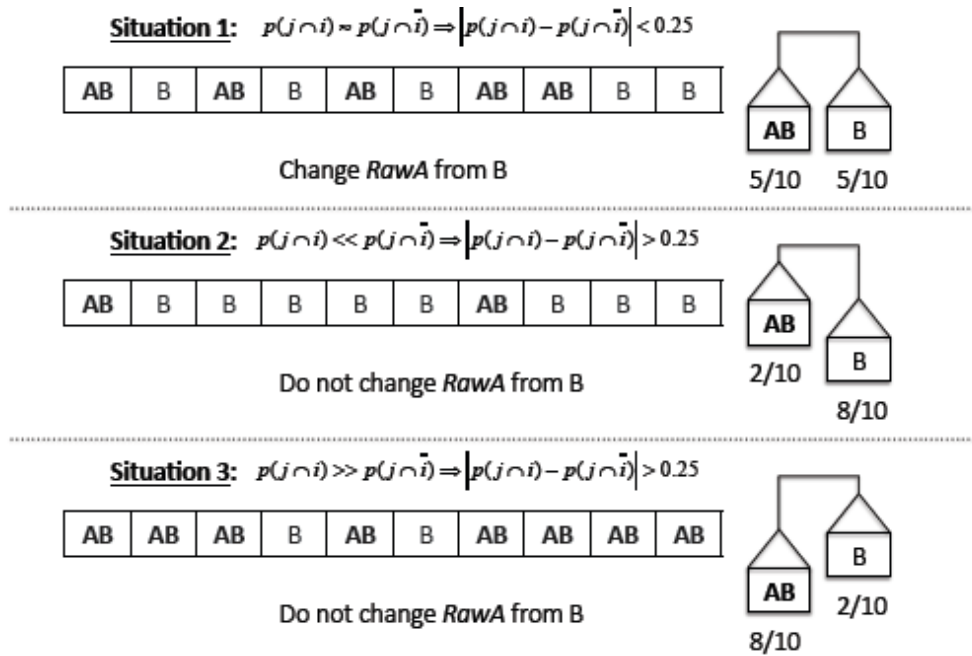 Situation 1: p(j∩i) ≈ p(j∩ī) ⇒ |p(j∩i) − p(j∩ī)| < 0.25
AB B AB B AB B AB AB B B
AB B
Change RawA from B
5/10 5/10
Situation 2: p(j∩i) << p(j∩ī) ⇒ |p(j∩i) − p(j∩ī)| > 0.25
AB B B B B B AB B B B
AB
B
2/10
Do not change RawA from B
8/10
Situation 3: p(j∩i) >> p(j∩ī) ⇒ |p(j∩i) − p(j∩ī)| > 0.25
AB AB AB B AB B AB AB AB AB
B
AB
2/10
Do not change RawA from B
8/10